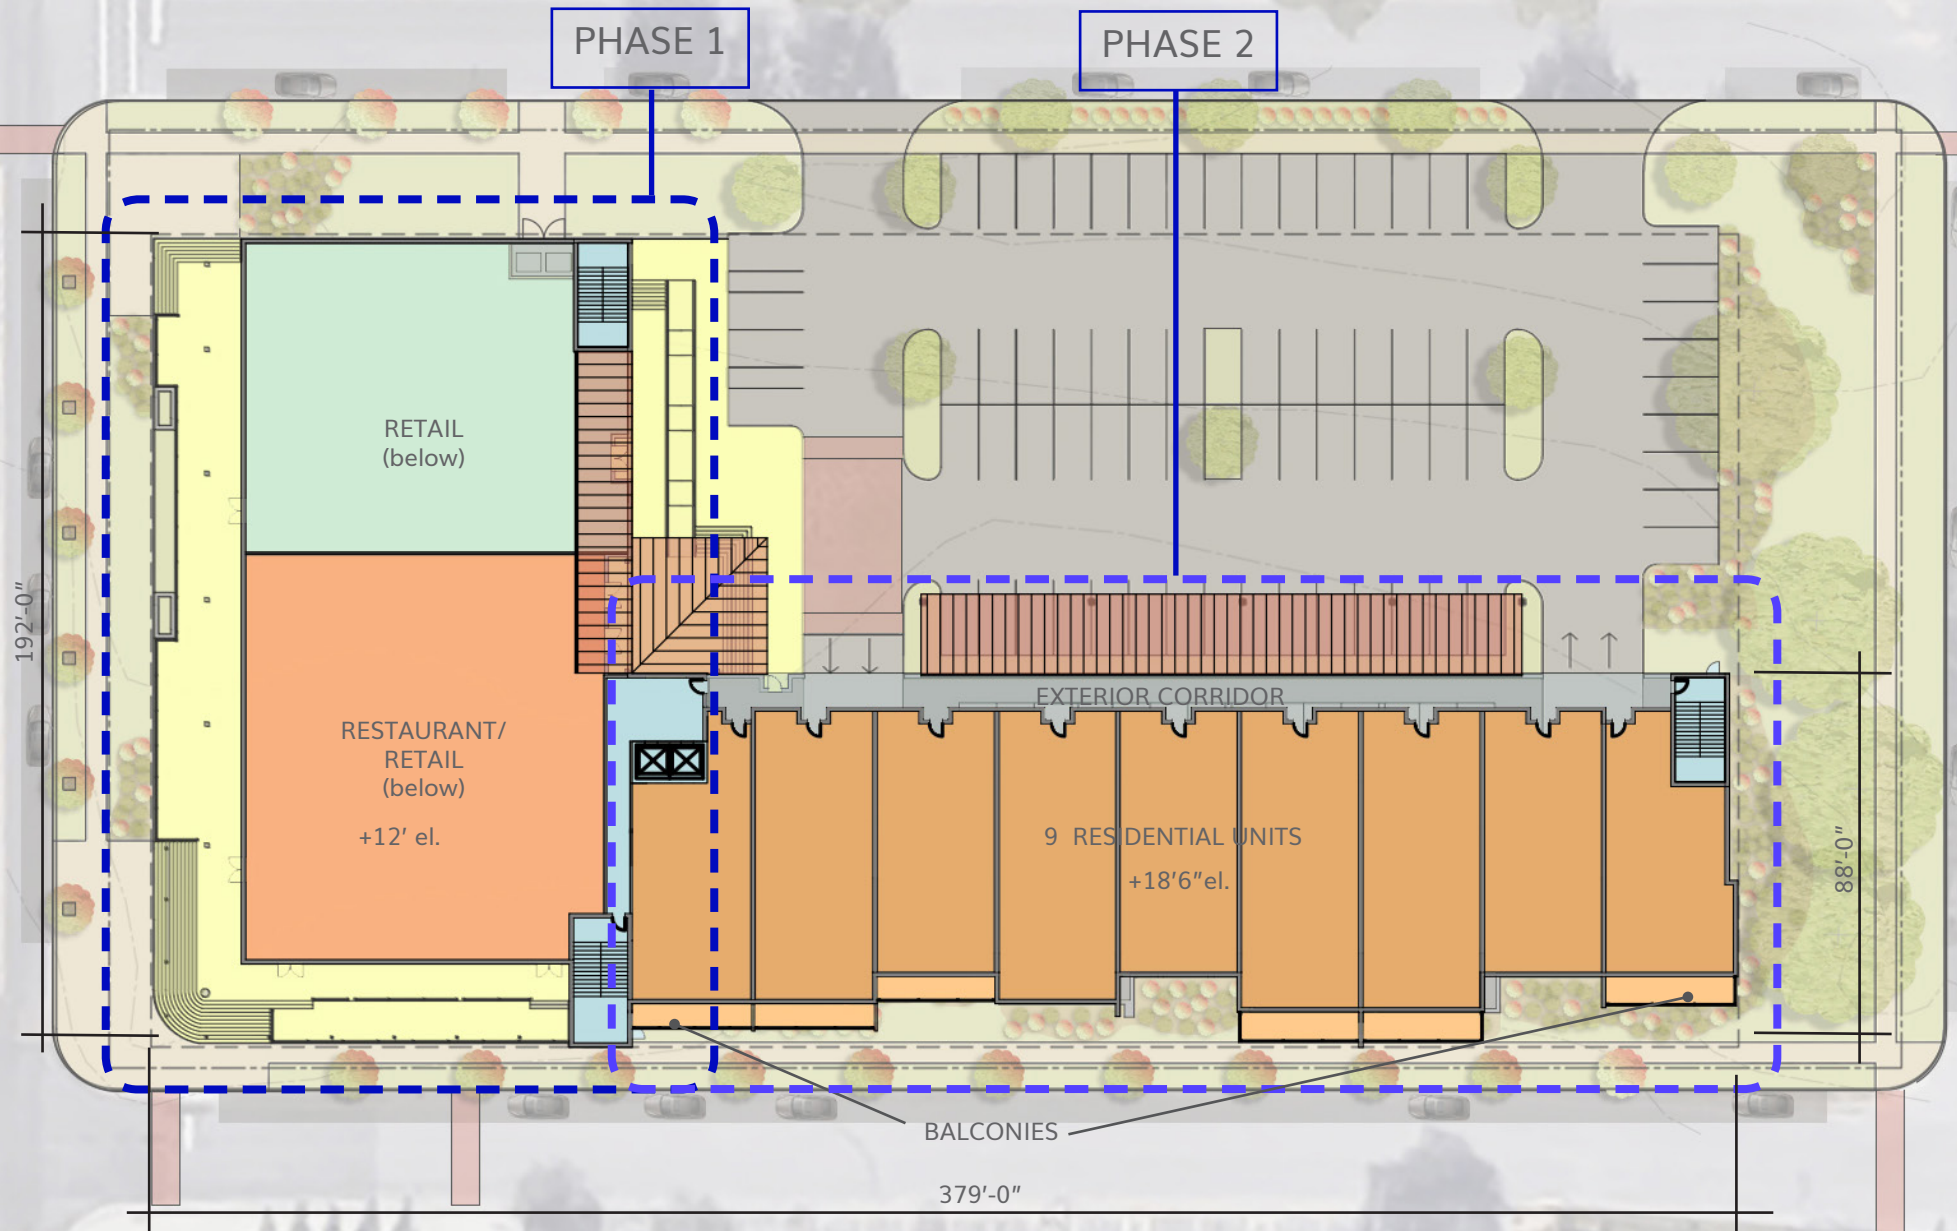 PHASE 1
PHASE 2
RETAIL
(below)
192'-0"
EXTERIOR CORRIDOR
RESTAURANT/
RETAIL
(below)
+12' el.
9 RESIDENTIAL UNITS
+18'6"el.
88'-0"
BALCONIES
379'-0"